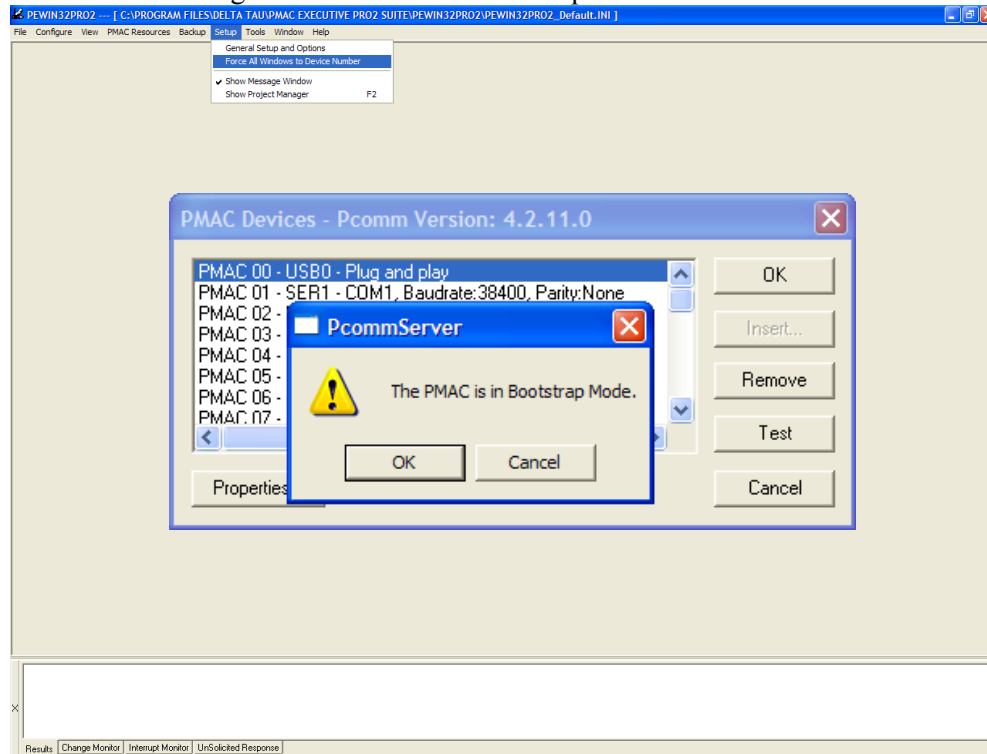 PEWIN32PRO2 --- [ C:\PROGRAM FILES\DELTA TAU\PMAC EXECUTIVE PRO2 SUITE\PEWIN32PRO2\PEWIN32PRO2_Default.INI ]
File Configure View PMAC Resources Backup Setup Tools Window Help
General Setup and Options
Force All Windows to Device Number
Show Message Window
Show Project Manager F2
PMAC Devices - Pcomm Version: 4.2.11.0
PMAC 00 - USB0 - Plug and play
PMAC 01 - SER1 - COM1, Baudrate:38400, Parity:None
PMAC 02 -
PMAC 03 -
PMAC 04 -
PMAC 05 -
PMAC 06 -
PMAC 07 -
OK
Insert...
Remove
Test
Properties
Cancel
PcommServer
The PMAC is in Bootstrap Mode.
OK Cancel
Results Change Monitor Interrupt Monitor UnSolicited Response